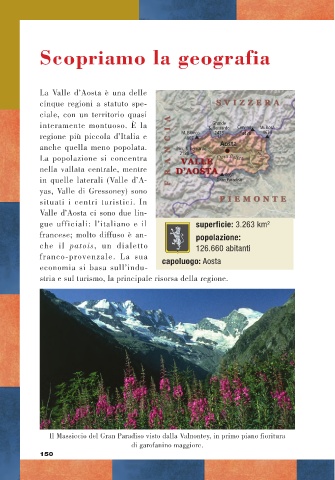 Scopriamo la geografia
La Valle d'Aosta è una delle
cinque regioni a statuto spe-
ciale, con un territorio quasi
interamente montuoso. È la
regione più piccola d'Italia e
anche quella meno popolata.
La popolazione si concentra
nella vallata centrale, mentre
in quelle laterali (Valle d'A-
yas, Valle di Gressoney) sono
situati i centri turistici. In
Valle d'Aosta ci sono due lin-
gue ufficiali: l'italiano e il
francese; molto diffuso è an-
che il patois, un dialetto
franco-provenzale. La sua
economia si basa sull'indu-
stria e sul turismo, la principale risorsa della regione.
SVIZZERA
Aosta
VALLE
D'AOSTA
PIEMONTE
superficie: 3.263 km²
popolazione:
126.660 abitanti
capoluogo: Aosta
Il Massiccio del Gran Paradiso visto dalla Valnontey, in primo piano fioritura
di garofanino maggiore.
150